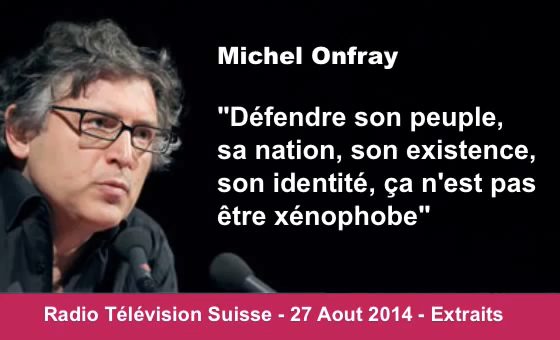 Michel Onfray
"Défendre son peuple,
sa nation, son existence,
son identité, ça n'est pas
être xénophobe"
Radio Télévision Suisse - 27 Aout 2014 - Extraits